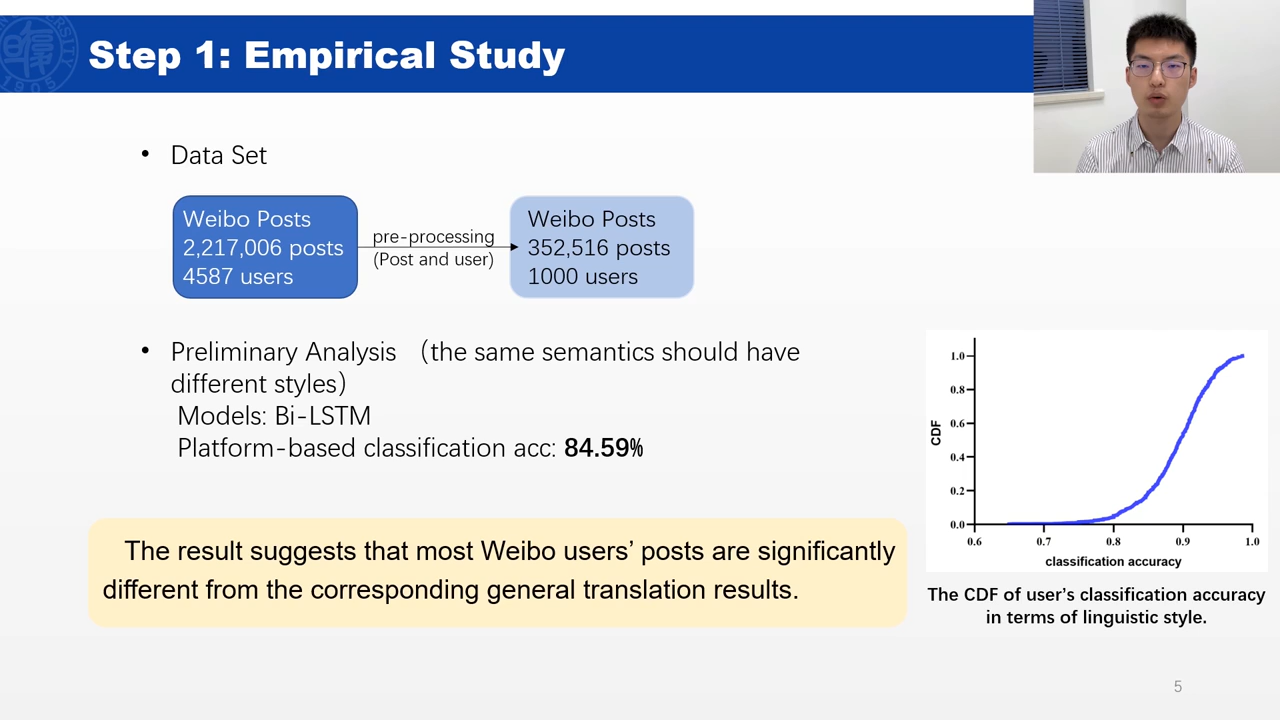 Step 1: Empirical Study
• Data Set
Weibo Posts
2,217,006 posts
4587 users
pre-processing
(Post and user)
Weibo Posts
352,516 posts
1000 users
• Preliminary Analysis （the same semantics should have
different styles）
Models: Bi-LSTM
Platform-based classification acc: 84.59%
The result suggests that most Weibo users’ posts are significantly
different from the corresponding general translation results.
CDF
1.0
0.8
0.6
0.4
0.2
0.0
0.6 0.7 0.8 0.9 1.0
classification accuracy
The CDF of user’s classification accuracy
in terms of linguistic style.
5